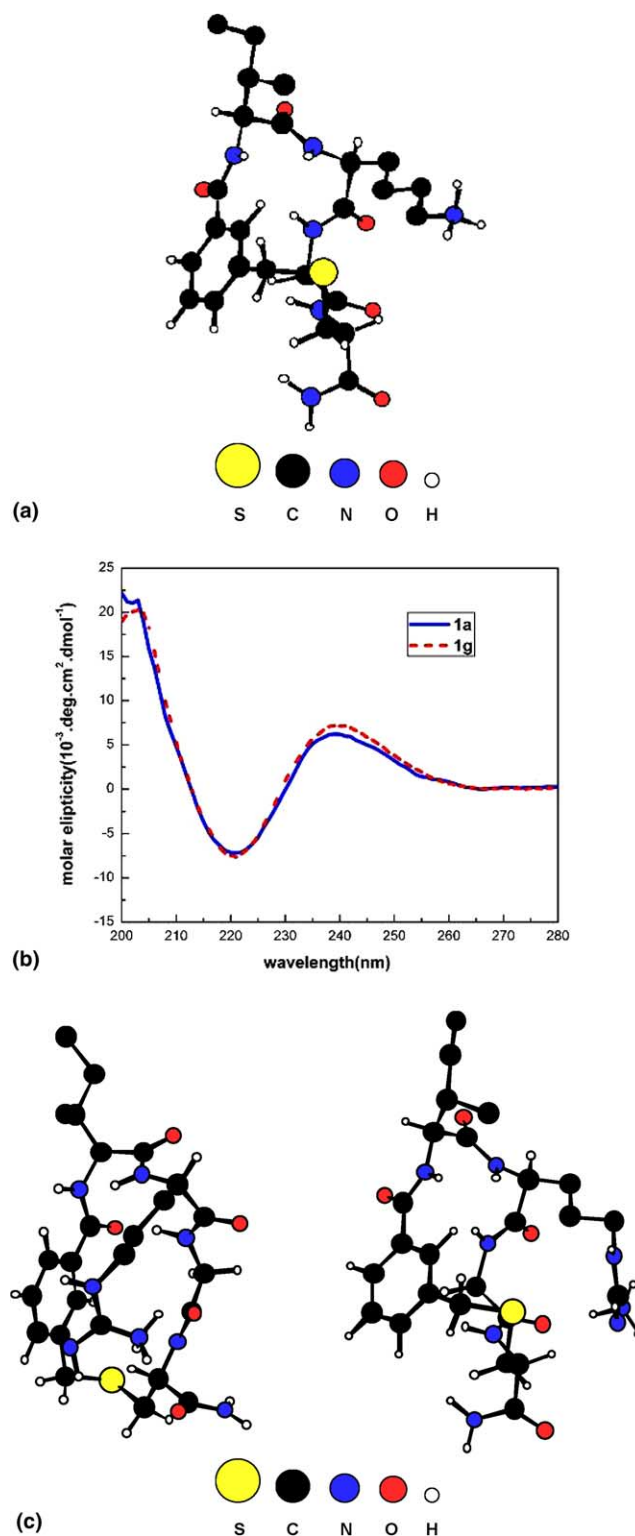 S C N O H
(a)
25
20
15
10
5
0
-5
-10
-15
molar elipticity(10⁻³.deg.cm².dmol⁻¹)
1a
1g
200 210 220 230 240 250 260 270 280
wavelength(nm)
(b)
S C N O H
(c)